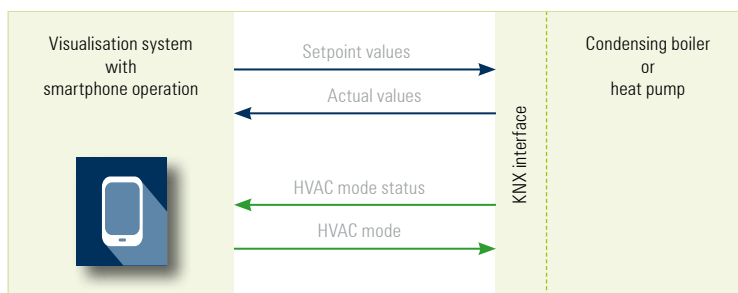 Visualisation system
with
smartphone operation
Setpoint values
Actual values
HVAC mode status
HVAC mode
KNX interface
Condensing boiler
or
heat pump